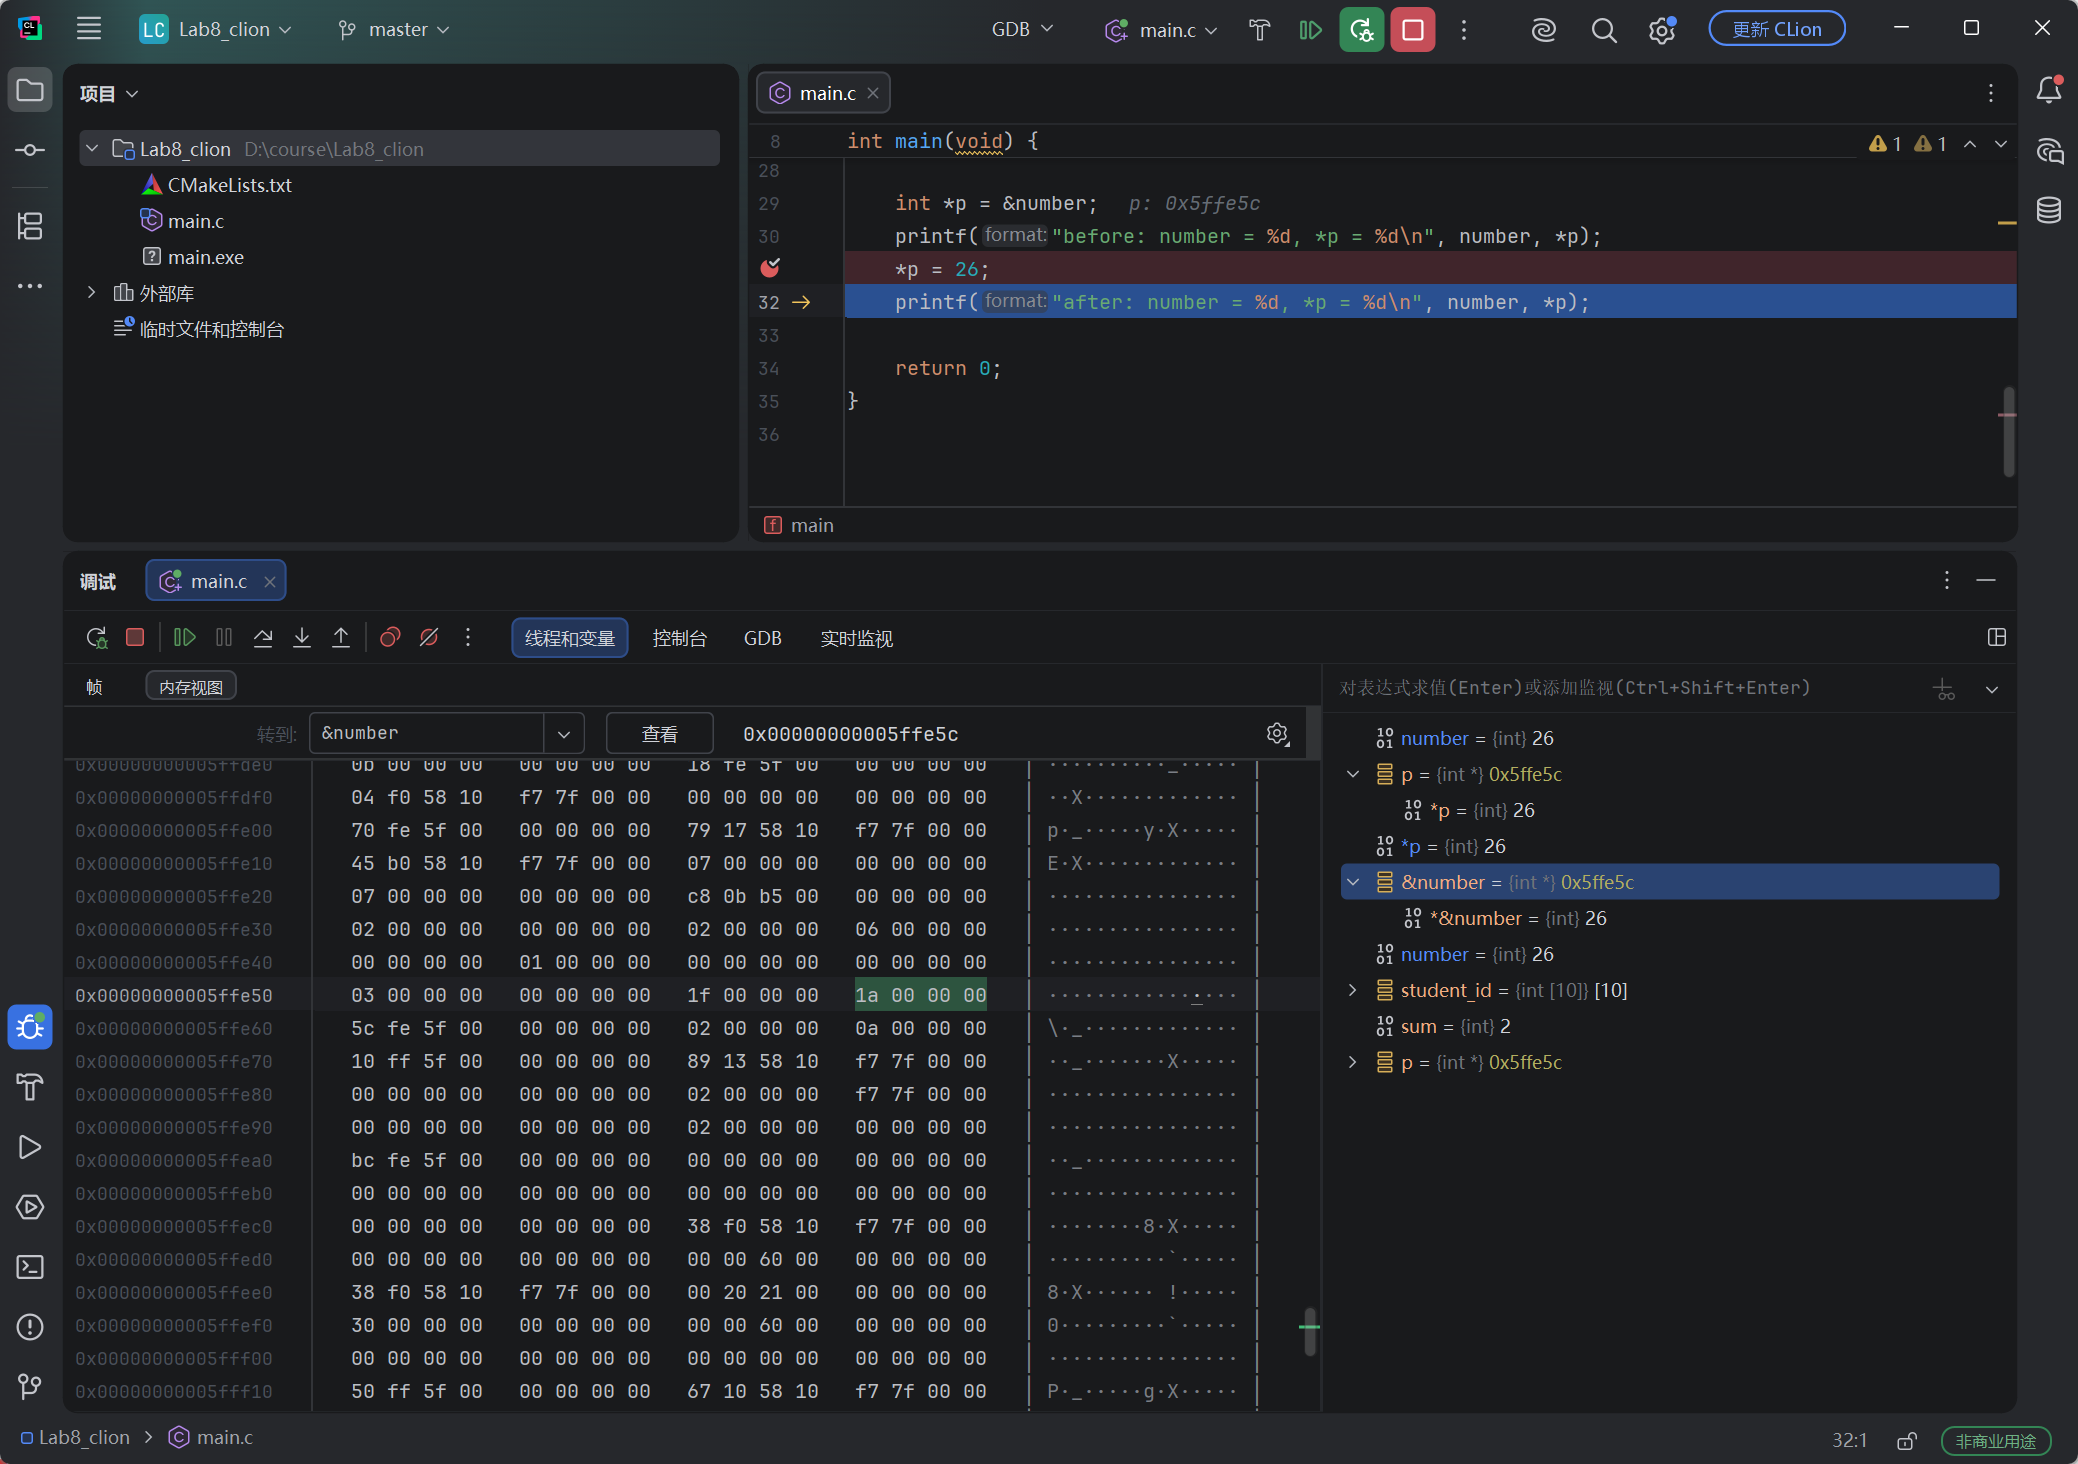 LC Lab8_clion master GDB main.c 更新 CLion
项目
Lab8_clion D:\course\Lab8_clion
CMakeLists.txt
main.c
main.exe
外部库
临时文件和控制台
main.c
8 int main(void) { 1 1
28
29 int *p = &number; p: 0x5ffe5c
30 printf( format: "before: number = %d, *p = %d\n", number, *p);
*p = 26;
32 printf( format: "after: number = %d, *p = %d\n", number, *p);
33
34 return 0;
35 }
36
main
调试 main.c
线程和变量 控制台 GDB 实时监视
帧 内存视图
转到: &number 查看 0x00000000005ffe5c
0x00000000005ffde0 0b 00 00 00 00 00 00 00 18 fe 5f 00 00 00 00 00 ··········_·····
0x00000000005ffdf0 04 f0 58 10 f7 7f 00 00 00 00 00 00 00 00 00 00 ··X·············
0x00000000005ffe00 70 fe 5f 00 00 00 00 00 79 17 58 10 f7 7f 00 00 p·_·····y·X·····
0x00000000005ffe10 45 b0 58 10 f7 7f 00 00 07 00 00 00 00 00 00 00 E·X·············
0x00000000005ffe20 07 00 00 00 00 00 00 00 c8 0b b5 00 00 00 00 00 ················
0x00000000005ffe30 02 00 00 00 00 00 00 00 02 00 00 00 06 00 00 00 ················
0x00000000005ffe40 00 00 00 00 01 00 00 00 00 00 00 00 00 00 00 00 ················
0x00000000005ffe50 03 00 00 00 00 00 00 00 1f 00 00 00 1a 00 00 00 ················
0x00000000005ffe60 5c fe 5f 00 00 00 00 00 02 00 00 00 0a 00 00 00 \·_·············
0x00000000005ffe70 10 ff 5f 00 00 00 00 00 89 13 58 10 f7 7f 00 00 ··_·······X·····
0x00000000005ffe80 00 00 00 00 00 00 00 00 02 00 00 00 f7 7f 00 00 ················
0x00000000005ffe90 00 00 00 00 00 00 00 00 02 00 00 00 00 00 00 00 ················
0x00000000005ffea0 bc fe 5f 00 00 00 00 00 00 00 00 00 00 00 00 00 ··_·············
0x00000000005ffeb0 00 00 00 00 00 00 00 00 00 00 00 00 00 00 00 00 ················
0x00000000005ffec0 00 00 00 00 00 00 00 00 38 f0 58 10 f7 7f 00 00 ········8·X·····
0x00000000005ffed0 00 00 00 00 00 00 00 00 00 00 60 00 00 00 00 00 ··········`·····
0x00000000005ffee0 38 f0 58 10 f7 7f 00 00 00 20 21 00 00 00 00 00 8·X······ !·····
0x00000000005ffef0 30 00 00 00 00 00 00 00 00 00 60 00 00 00 00 00 0·········`·····
0x00000000005fff00 00 00 00 00 00 00 00 00 00 00 00 00 00 00 00 00 ················
0x00000000005fff10 50 ff 5f 00 00 00 00 00 67 10 58 10 f7 7f 00 00 P·_·····g·X·····
对表达式求值(Enter)或添加监视(Ctrl+Shift+Enter)
number = {int} 26
p = {int *} 0x5ffe5c
*p = {int} 26
*p = {int} 26
&number = {int *} 0x5ffe5c
*&number = {int} 26
number = {int} 26
student_id = {int [10]} [10]
sum = {int} 2
p = {int *} 0x5ffe5c
Lab8_clion main.c 32:1 非商业用途